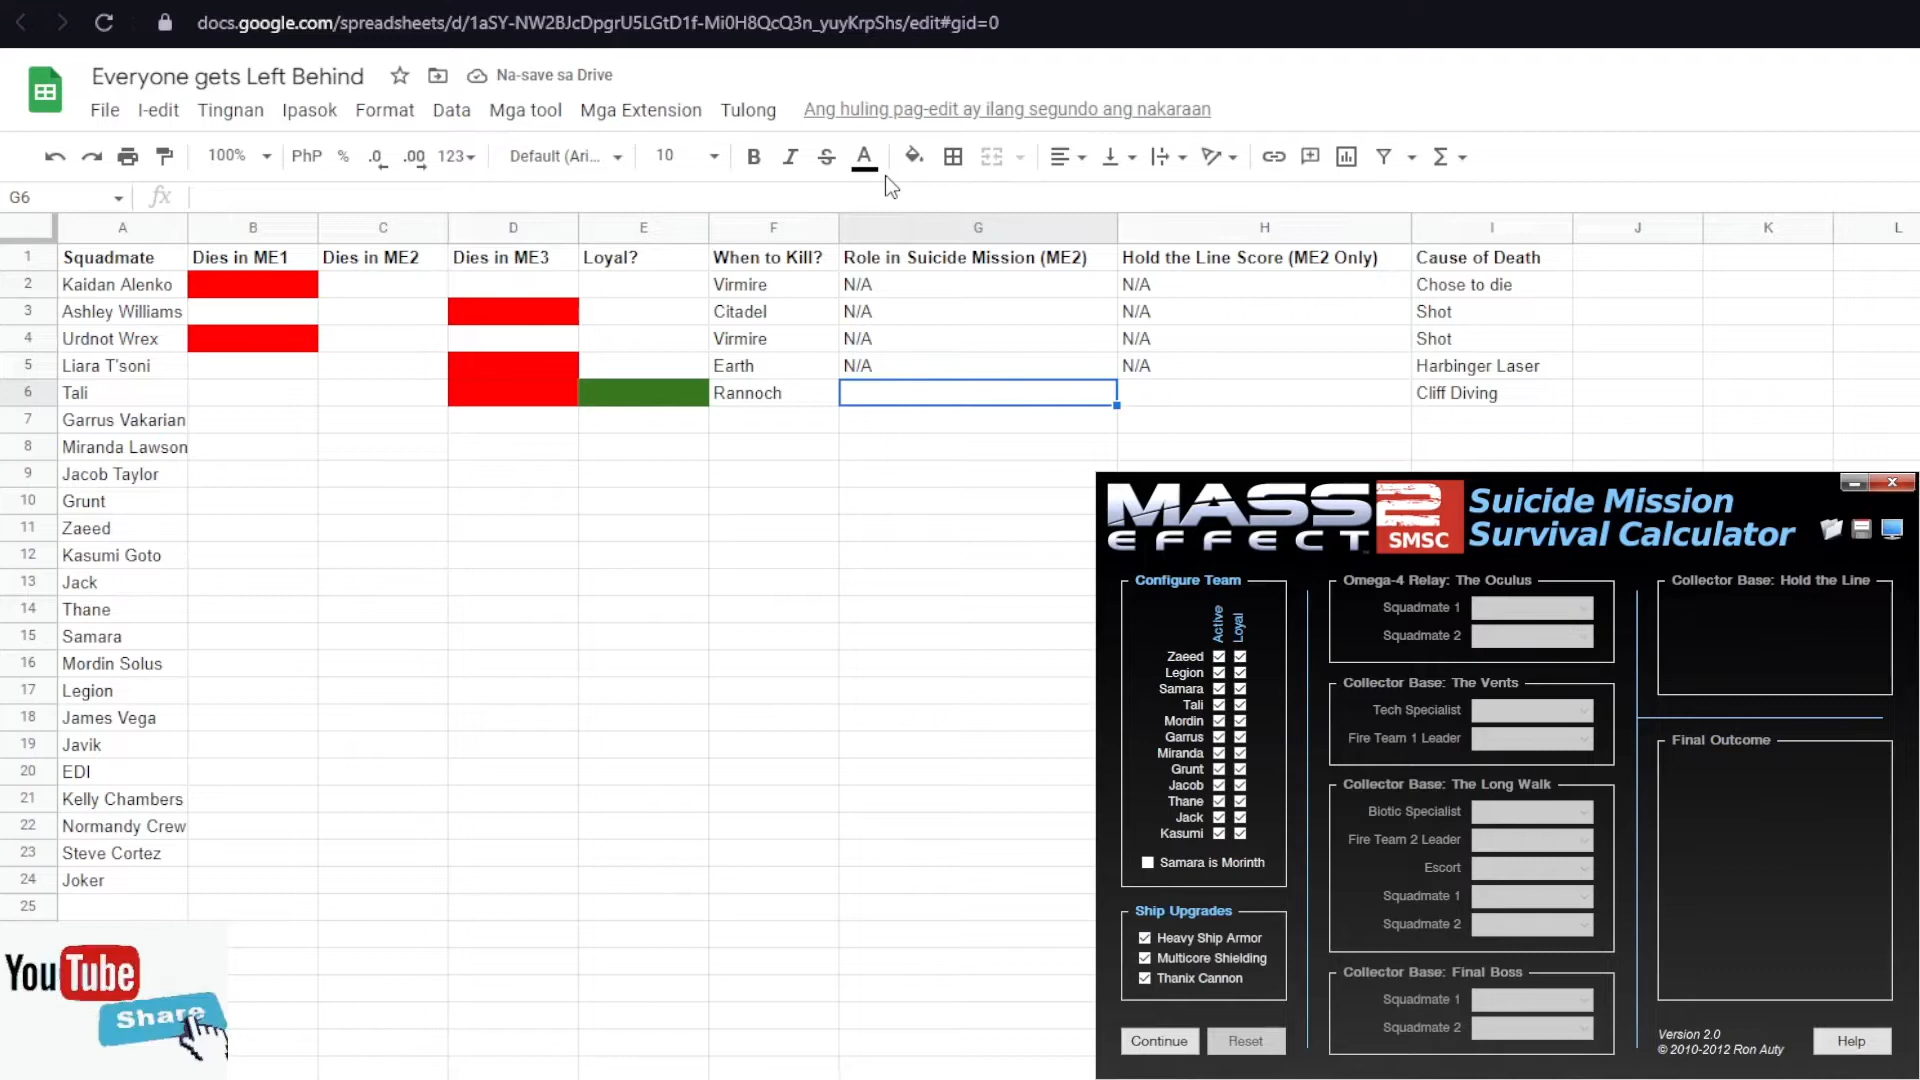 docs.google.com/spreadsheets/d/1aSY-NW2BJcDpgrU5LGtD1f-Mi0H8QcQ3n_yuyKrpShs/edit#gid=0
Everyone gets Left Behind Na-save sa Drive
File I-edit Tingnan Ipasok Format Data Mga tool Mga Extension Tulong Ang huling pag-edit ay ilang segundo ang nakaraan
100% PhP % .0 .00 123 Default (Ari... 10 B I S A Σ
G6 fx
A B C D E F G H I J K L
1 Squadmate Dies in ME1 Dies in ME2 Dies in ME3 Loyal? When to Kill? Role in Suicide Mission (ME2) Hold the Line Score (ME2 Only) Cause of Death
2 Kaidan Alenko Virmire N/A N/A Chose to die
3 Ashley Williams Citadel N/A N/A Shot
4 Urdnot Wrex Virmire N/A N/A Shot
5 Liara T'soni Earth N/A N/A Harbinger Laser
6 Tali Rannoch Cliff Diving
7 Garrus Vakarian
8 Miranda Lawson
9 Jacob Taylor
10 Grunt
11 Zaeed
12 Kasumi Goto
13 Jack
14 Thane
15 Samara
16 Mordin Solus
17 Legion
18 James Vega
19 Javik
20 EDI
21 Kelly Chambers
22 Normandy Crew
23 Steve Cortez
24 Joker
25
MASS EFFECT 2 SMSC
Suicide Mission
Survival Calculator
Configure Team
Active Loyal
Zaeed
Legion
Samara
Tali
Mordin
Garrus
Miranda
Grunt
Jacob
Thane
Jack
Kasumi
Samara is Morinth
Ship Upgrades
Heavy Ship Armor
Multicore Shielding
Thanix Cannon
Continue Reset
Omega-4 Relay: The Oculus
Squadmate 1
Squadmate 2
Collector Base: The Vents
Tech Specialist
Fire Team 1 Leader
Collector Base: The Long Walk
Biotic Specialist
Fire Team 2 Leader
Escort
Squadmate 1
Squadmate 2
Collector Base: Final Boss
Squadmate 1
Squadmate 2
Collector Base: Hold the Line
Final Outcome
Version 2.0
© 2010-2012 Ron Auty
Help
YouTube
Share